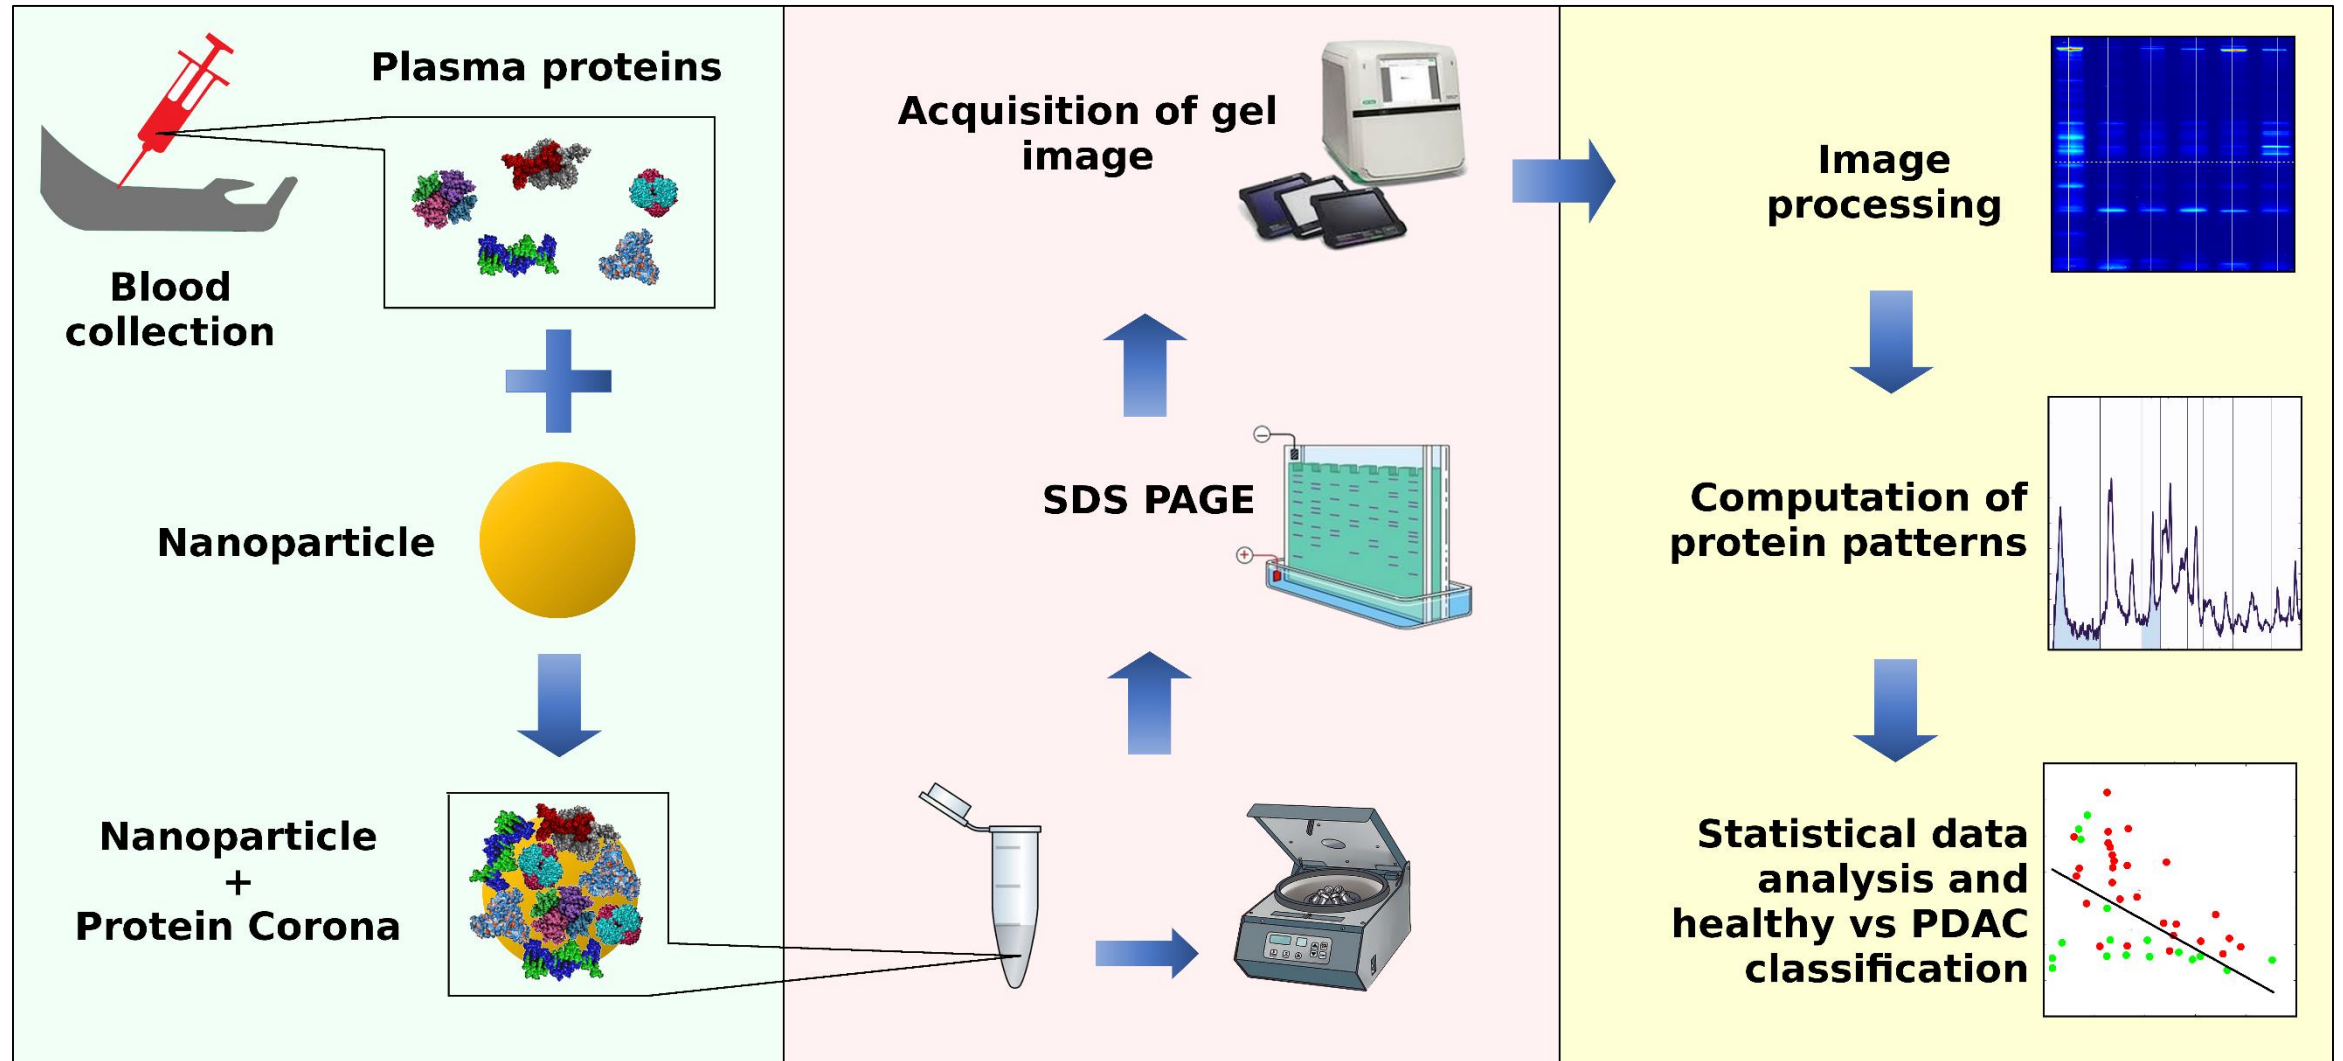 Plasma proteins
Blood
collection
Nanoparticle
Nanoparticle
+
Protein Corona
Acquisition of gel
image
SDS PAGE
Image
processing
Computation of
protein patterns
Statistical data
analysis and
healthy vs PDAC
classification